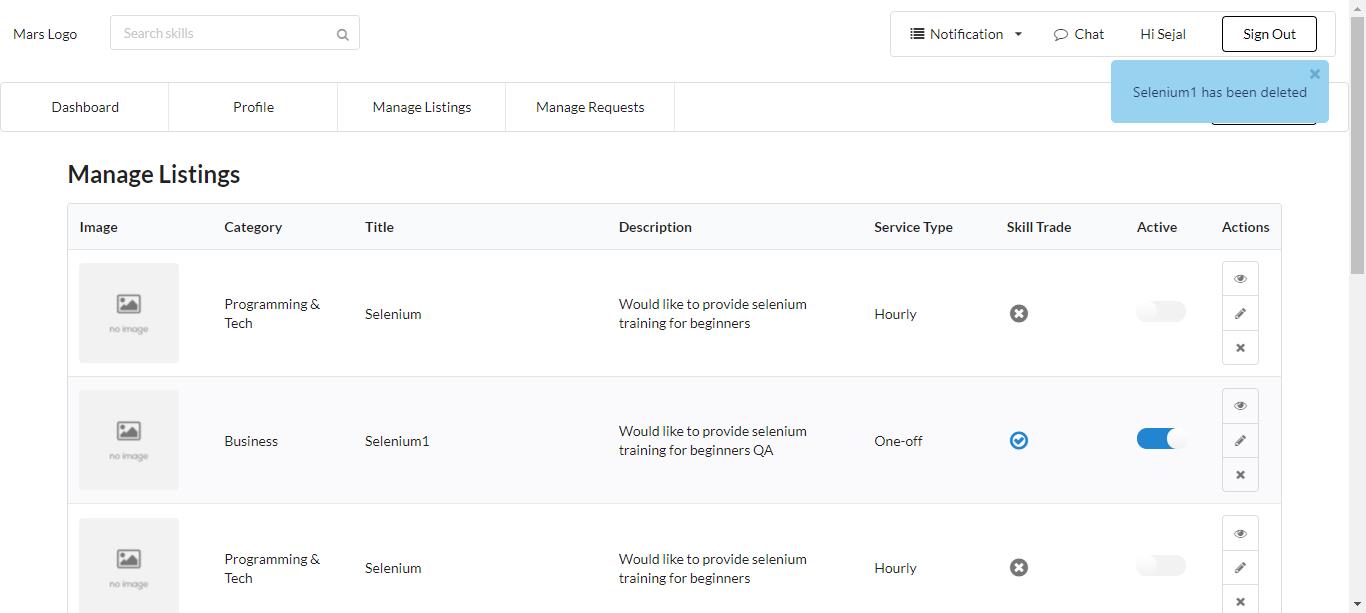 Mars Logo
Search skills
Notification
Chat
Hi Sejal
Sign Out
Selenium1 has been deleted
Dashboard
Profile
Manage Listings
Manage Requests
Manage Listings
Image
Category
Title
Description
Service Type
Skill Trade
Active
Actions
no image
Programming &
Tech
Selenium
Would like to provide selenium
training for beginners
Hourly
no image
Business
Selenium1
Would like to provide selenium
training for beginners QA
One-off
no image
Programming &
Tech
Selenium
Would like to provide selenium
training for beginners
Hourly